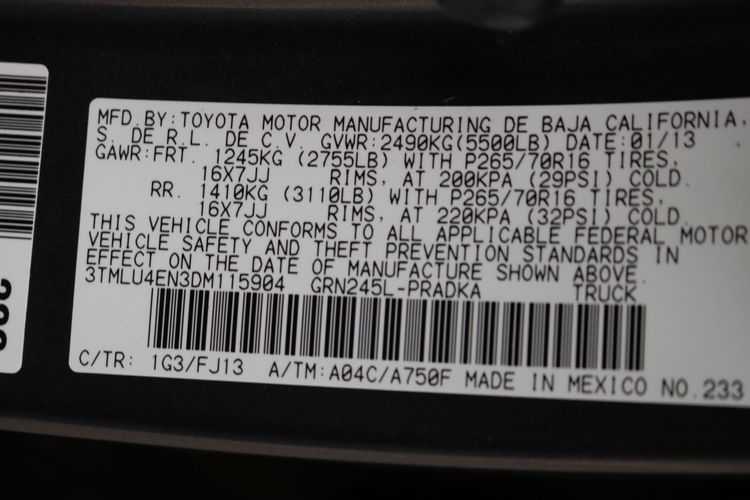 MFD.BY:TOYOTA MOTOR MANUFACTURING DE BAJA CALIFORNIA.
S. DE R.L. DE C.V. GVWR:2490KG(5500LB) DATE:01/13
GAWR:FRT. 1245KG (2755LB) WITH P265/70R16 TIRES,
16X7JJ RIMS, AT 200KPA (29PSI) COLD.
RR. 1410KG (3110LB) WITH P265/70R16 TIRES,
16X7JJ RIMS, AT 220KPA (32PSI) COLD.
THIS VEHICLE CONFORMS TO ALL APPLICABLE FEDERAL MOTOR
VEHICLE SAFETY AND THEFT PREVENTION STANDARDS IN
EFFECT ON THE DATE OF MANUFACTURE SHOWN ABOVE.
3TMLU4EN3DM115904 GRN245L-PRADKA TRUCK
C/TR: 1G3/FJ13 A/TM:A04C/A750F MADE IN MEXICO NO.233